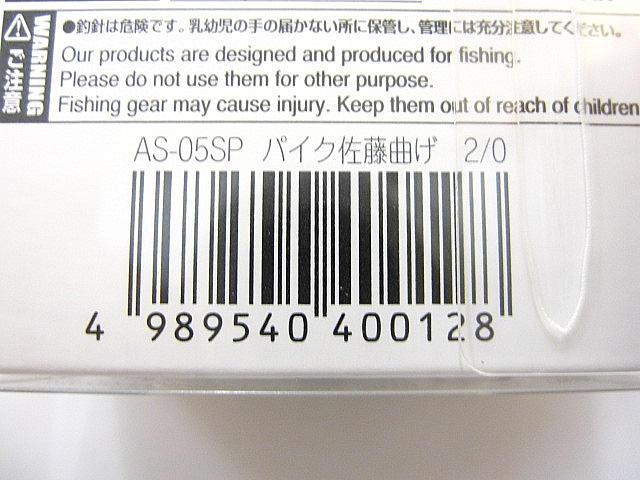 ●釣針は危険です。乳幼児の手の届かない所に保管し、管理には充分注意してください。
WARNING
Our products are designed and produced for fishing.
Please do not use them for other purpose.
Fishing gear may cause injury. Keep them out of reach of children
AS-05SP パイク佐藤曲げ 2/0
4 989540 400128